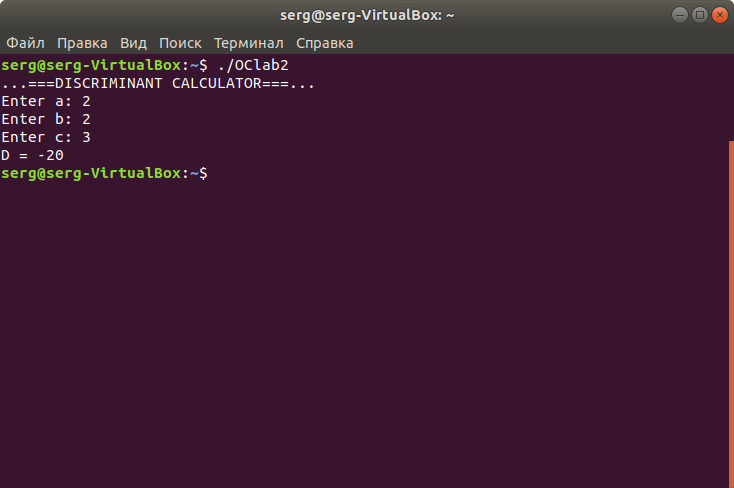 serg@serg-VirtualBox: ~
Файл Правка Вид Поиск Терминал Справка
serg@serg-VirtualBox:~$ ./OClab2
...===DISCRIMINANT CALCULATOR===...
Enter a: 2
Enter b: 2
Enter c: 3
D = -20
serg@serg-VirtualBox:~$